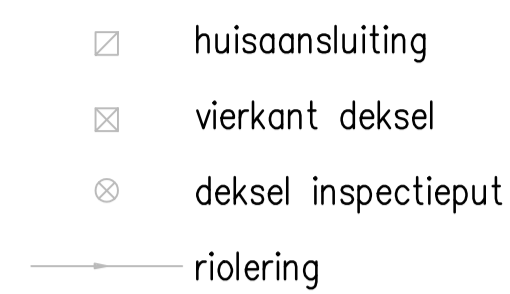 huisaansluiting
vierkant deksel
deksel inspectieput
riolering